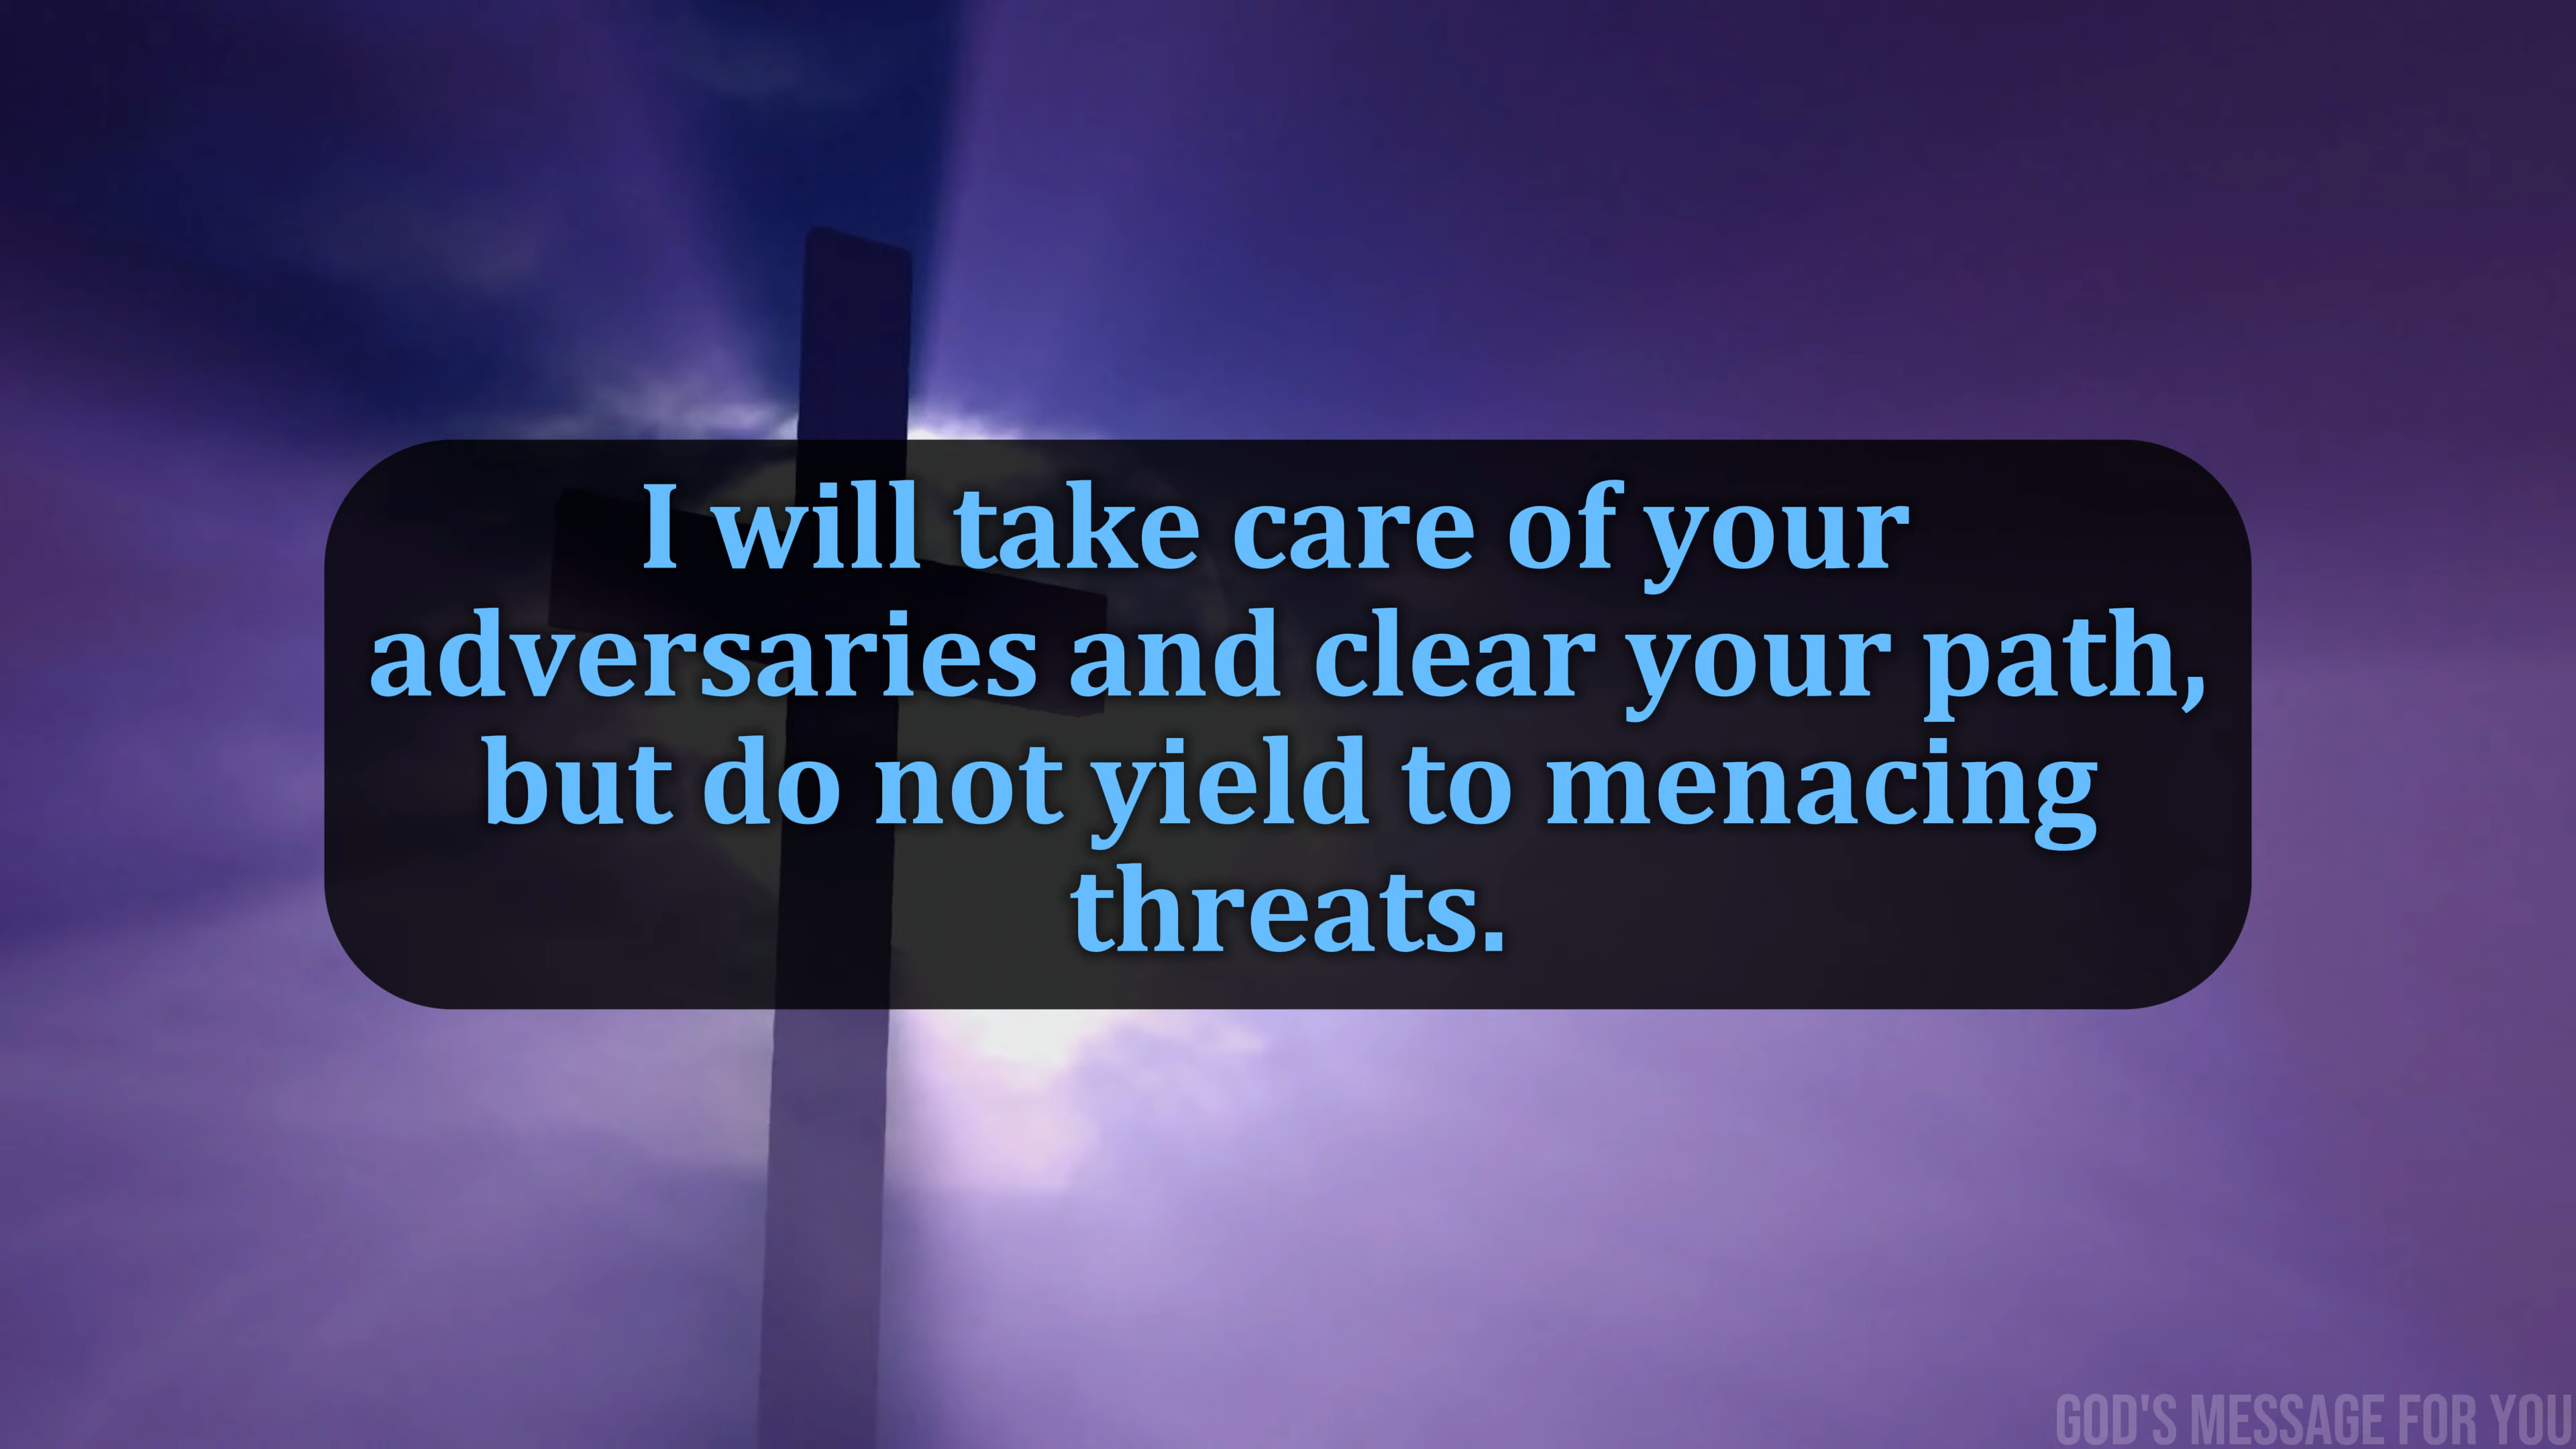 I will take care of your
adversaries and clear your path,
but do not yield to menacing
threats.
GOD'S MESSAGE FOR YOU